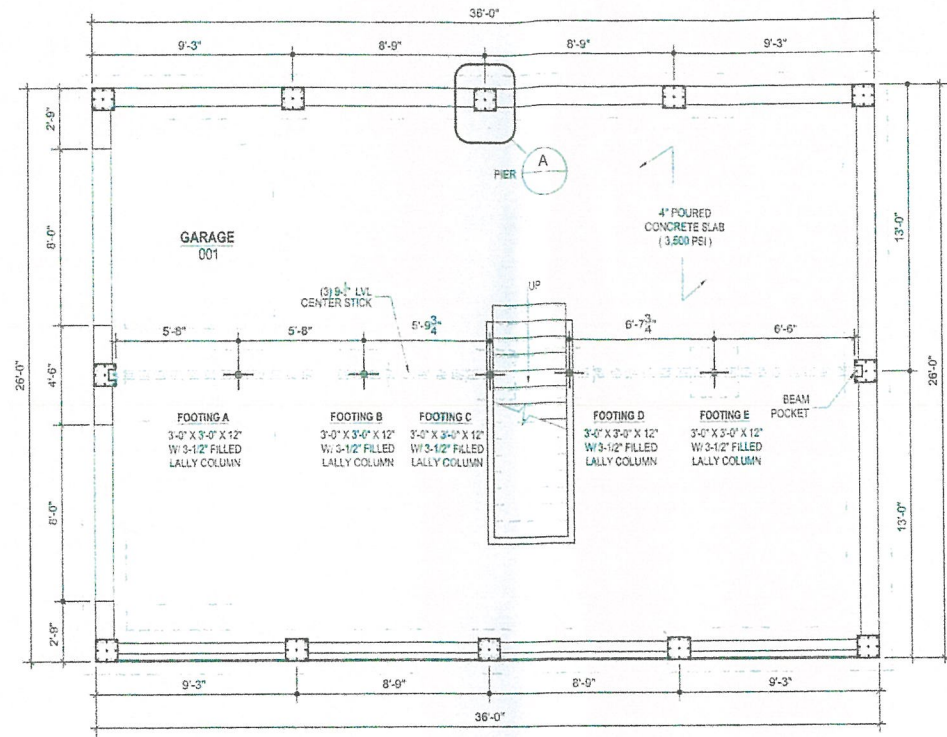 36'-0"
9'-3"
8'-9"
8'-9"
9'-3"
2'-9"
8'-0"
4'-6"
8'-0"
2'-9"
26'-0"
A
PIER
GARAGE
001
4" POURED
CONCRETE SLAB
( 3,500 PSI )
LVL
CENTER STICK
UP
5'-8"
5'-8"
5'-9 3/4"
6'-7 3/4"
6'-6"
13'-0"
13'-0"
26'-0"
BEAM
POCKET
FOOTING A
3'-0" X 3'-0" X 12"
W/ 3-1/2" FILLED
LALLY COLUMN
FOOTING B
3'-0" X 3'-0" X 12"
W/ 3-1/2" FILLED
LALLY COLUMN
FOOTING C
3'-0" X 3'-0" X 12"
W/ 3-1/2" FILLED
LALLY COLUMN
FOOTING D
3'-0" X 3'-0" X 12"
W/ 3-1/2" FILLED
LALLY COLUMN
FOOTING E
3'-0" X 3'-0" X 12"
W/ 3-1/2" FILLED
LALLY COLUMN
9'-3"
8'-9"
8'-9"
9'-3"
36'-0"